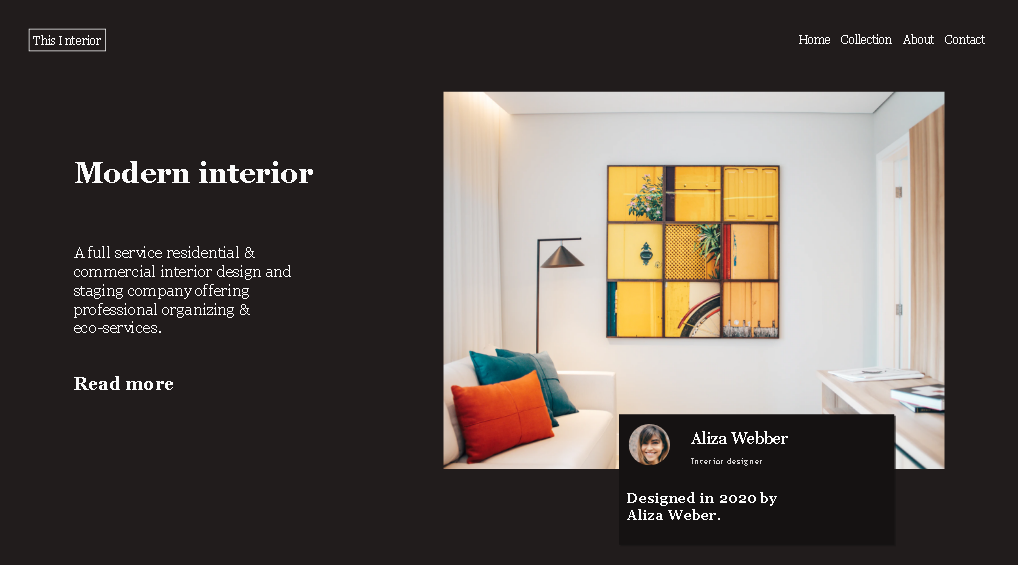 This Interior
Home Collection About Contact
Modern interior
A full service residential &
commercial interior design and
staging company offering
professional organizing &
eco-services.
Read more
Aliza Webber
Interior designer
Designed in 2020 by
Aliza Weber.